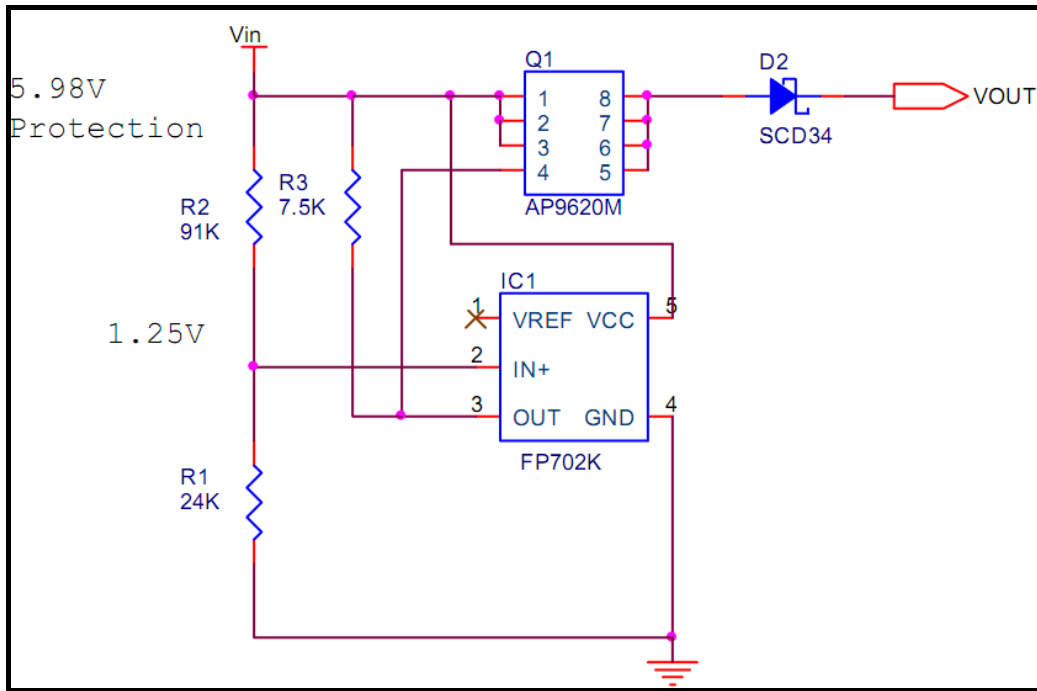 Vin
5.98V
Protection
Q1
1
2
3
4
8
7
6
5
AP9620M
D2
SCD34
VOUT
R2
91K
R3
7.5K
1.25V
IC1
1
VREF
VCC
5
2
IN+
3
OUT
GND
4
FP702K
R1
24K